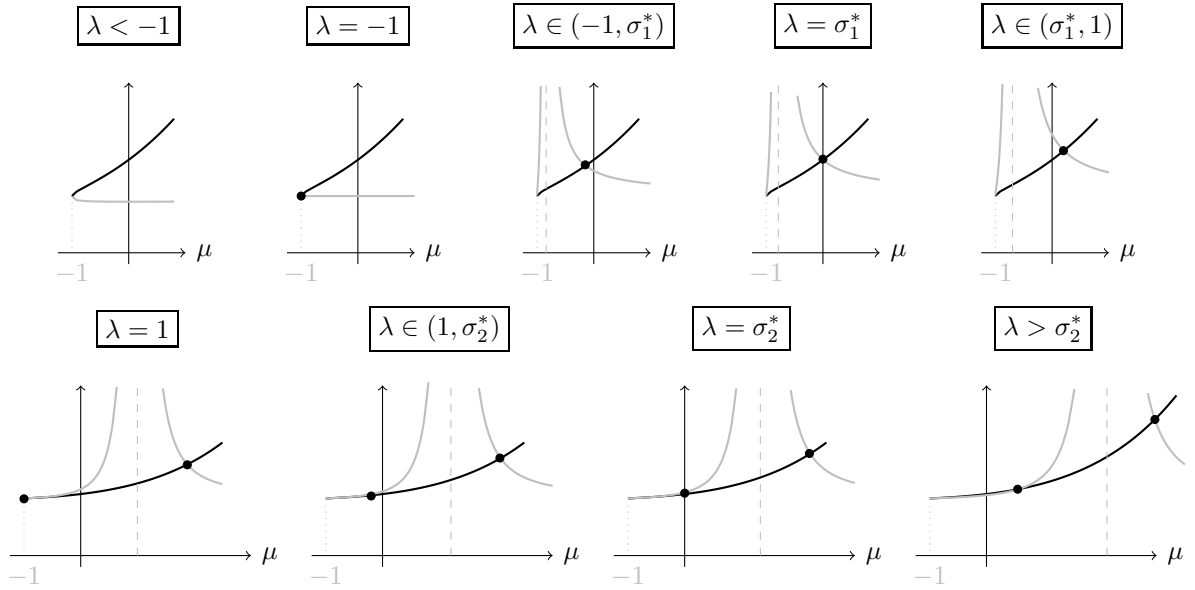 λ < −1
λ = −1
λ ∈ (−1, σ₁*)
λ = σ₁*
λ ∈ (σ₁*, 1)
μ
−1
μ
−1
μ
−1
μ
−1
μ
−1
λ = 1
λ ∈ (1, σ₂*)
λ = σ₂*
λ > σ₂*
μ
−1
μ
−1
μ
−1
μ
−1